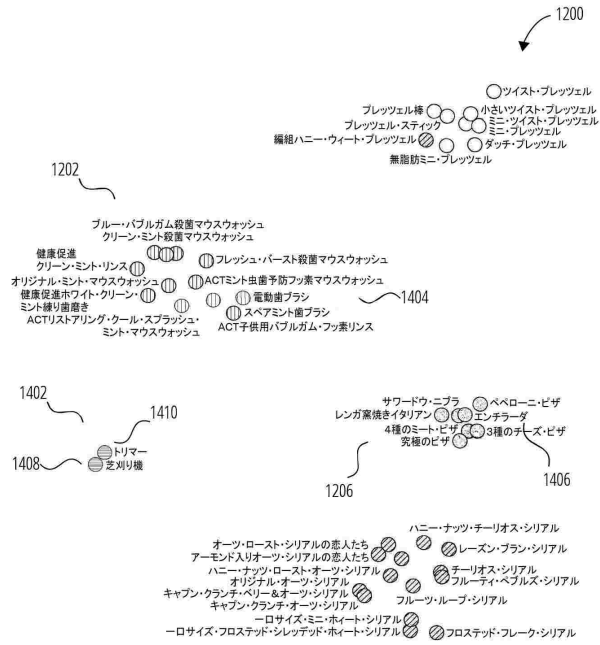 1200
ツイスト・プレッツェル
プレッツェル棒
小さいツイスト・プレッツェル
ミニ・ツイスト・プレッツェル
プレッツェル・スティック
ミニ・プレッツェル
編組ハニー・ウィート・プレッツェル
ダッチ・プレッツェル
無脂肪ミニ・プレッツェル
1202
ブルー・バブルガム殺菌マウスウォッシュ
クリーン・ミント殺菌マウスウォッシュ
健康促進
クリーン・ミント・リンス
フレッシュ・バースト殺菌マウスウォッシュ
オリジナル・ミント・マウスウォッシュ
ACTミント虫歯予防フッ素マウスウォッシュ
健康促進ホワイト・クリーン・
ミント練り歯磨き
電動歯ブラシ
1404
スペアミント歯ブラシ
ACTリストアリング・クール・スプラッシュ・
ミント・マウスウォッシュ
ACT子供用バブルガム・フッ素リンス
1402
1410
トリマー
1408
芝刈り機
サワードウ・ニブラ
ペペローニ・ピザ
レンガ窯焼きイタリアン
エンチラーダ
4種のミート・ピザ
3種のチーズ・ピザ
究極のピザ
1206
1406
ハニー・ナッツ・チーリオス・シリアル
オーツ・ロースト・シリアルの恋人たち
レーズン・ブラン・シリアル
アーモンド入りオーツ・シリアルの恋人たち
ハニー・ナッツ・ロースト・オーツ・シリアル
チーリオス・シリアル
オリジナル・オーツ・シリアル
フルーティ・ペブルズ・シリアル
キャプン・クランチ・ベリー＆オーツ・シリアル
キャプン・クランチ・オーツ・シリアル
フルーツ・ループ・シリアル
一口サイズ・ミニ・ホィート・シリアル
一口サイズ・フロステッド・シレッデッド・ホィート・シリアル
フロステッド・フレーク・シリアル